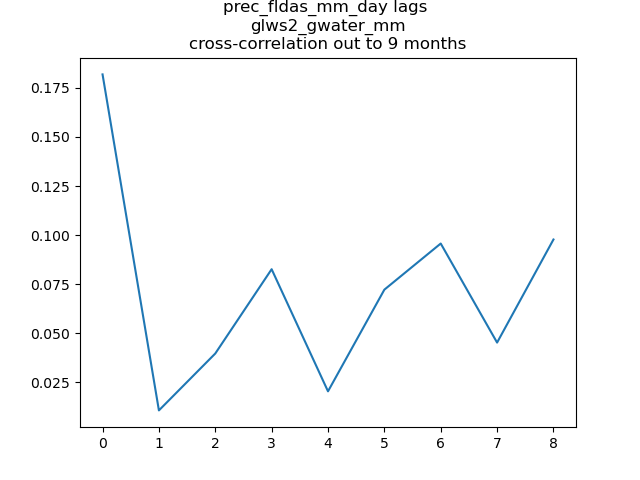 prec_fldas_mm_day lags
glws2_gwater_mm
cross-correlation out to 9 months
0.175
0.150
0.125
0.100
0.075
0.050
0.025
0 1 2 3 4 5 6 7 8